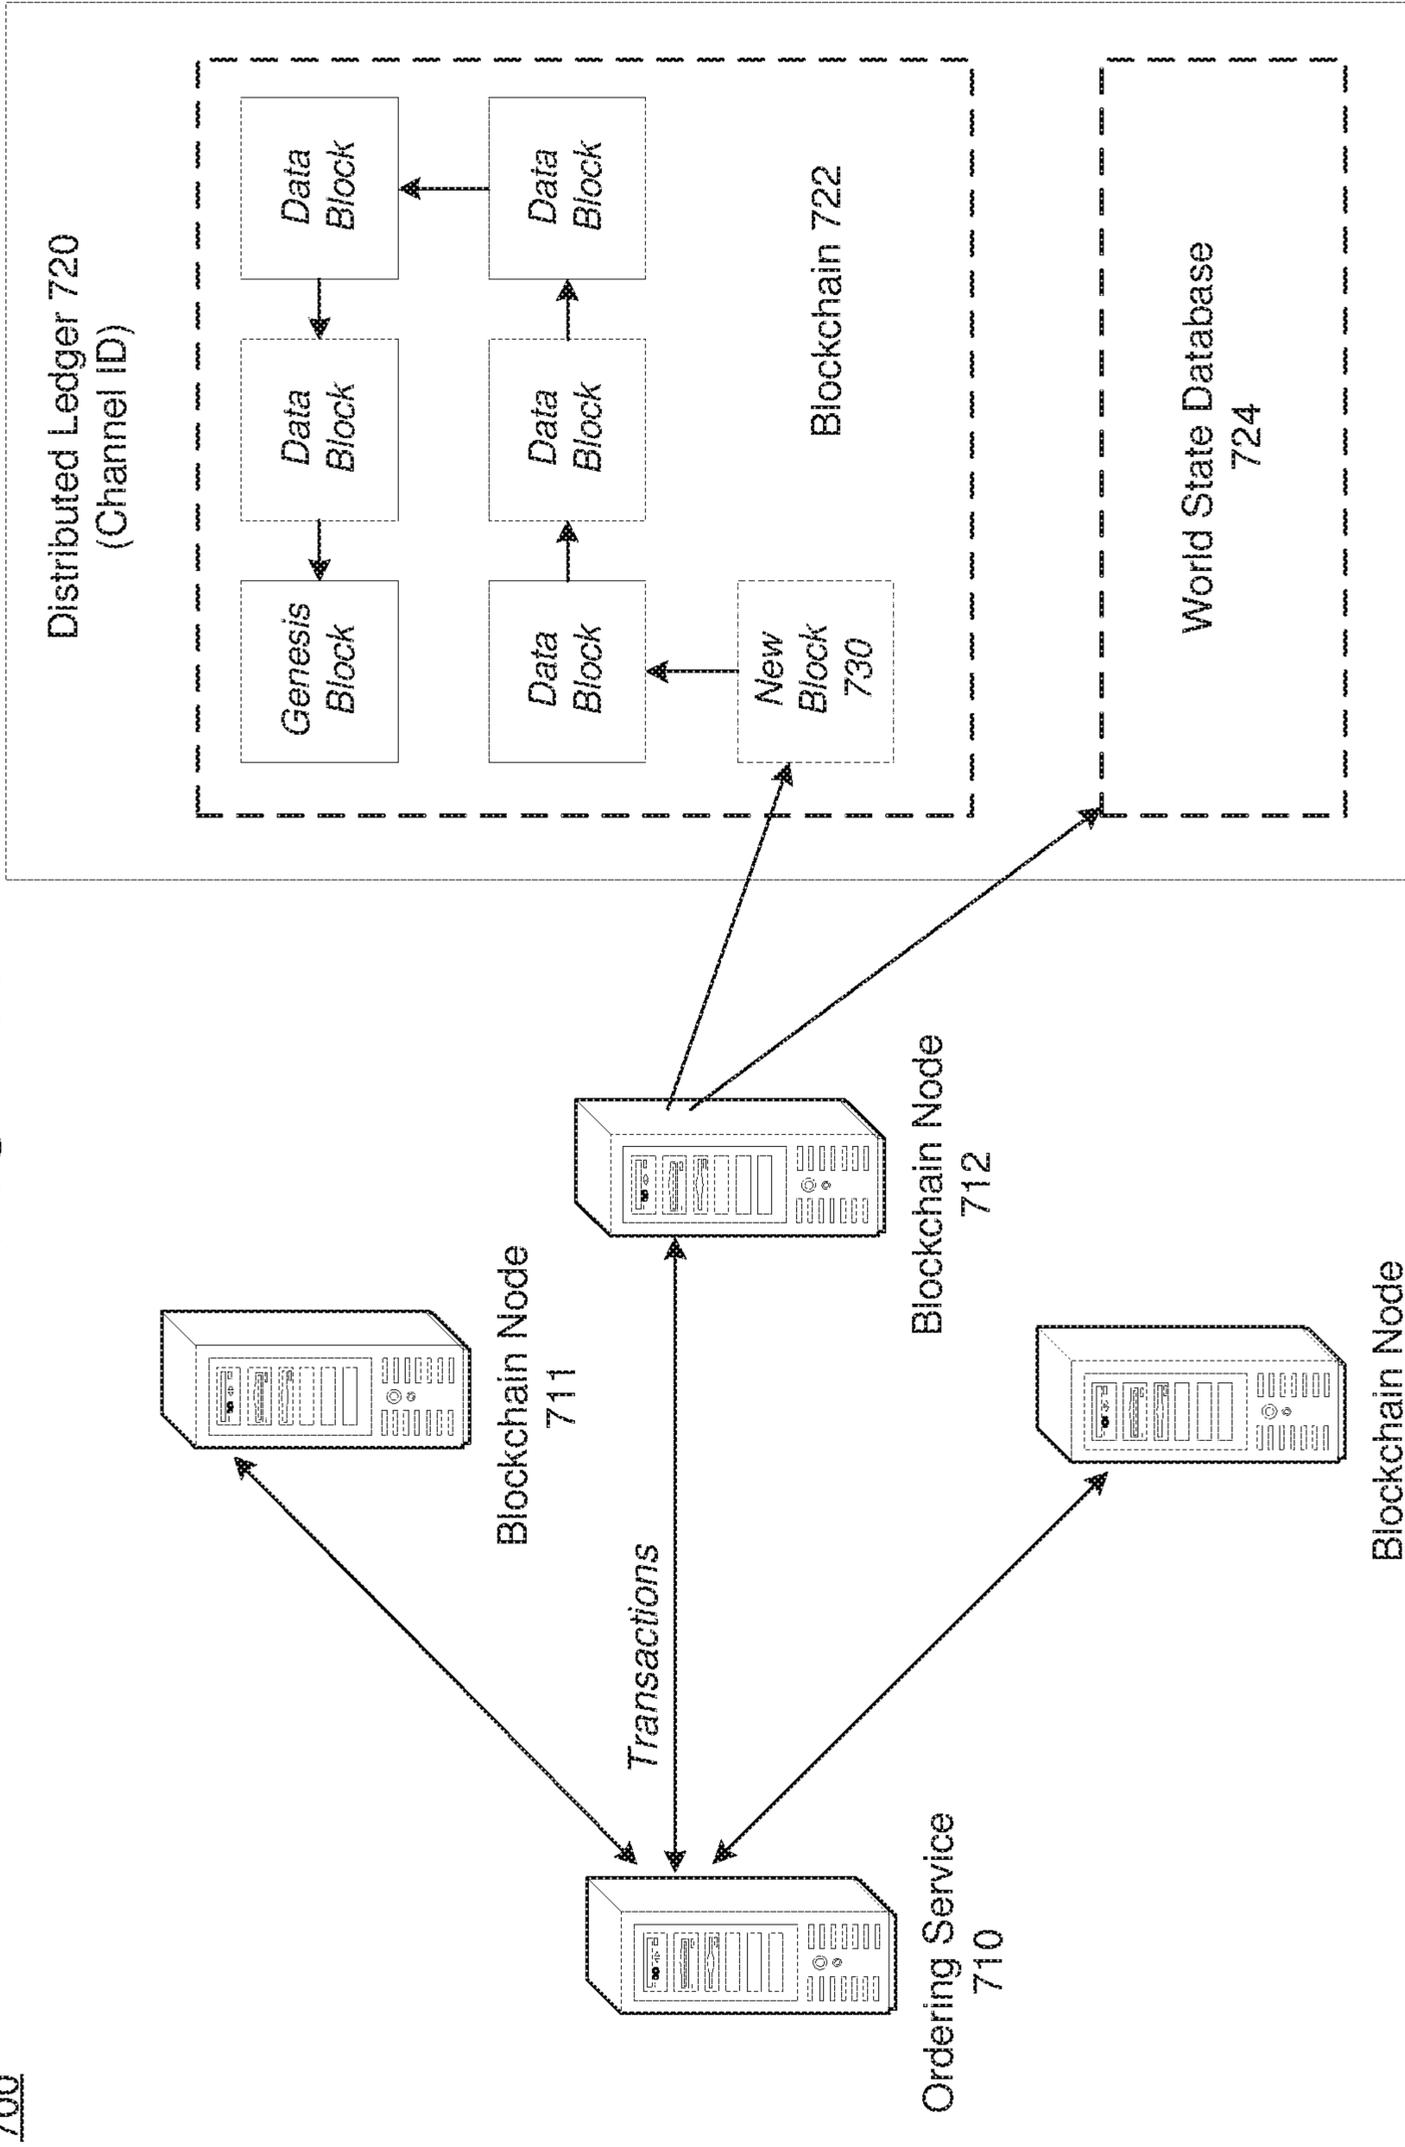 700
Distributed Ledger 720
(Channel ID)
Genesis
Block
Data
Block
Data
Block
Data
Block
Data
Block
Data
Block
New
Block
730
Blockchain 722
World State Database
724
Blockchain Node
711
Transactions
Blockchain Node
712
Ordering Service
710
Blockchain Node